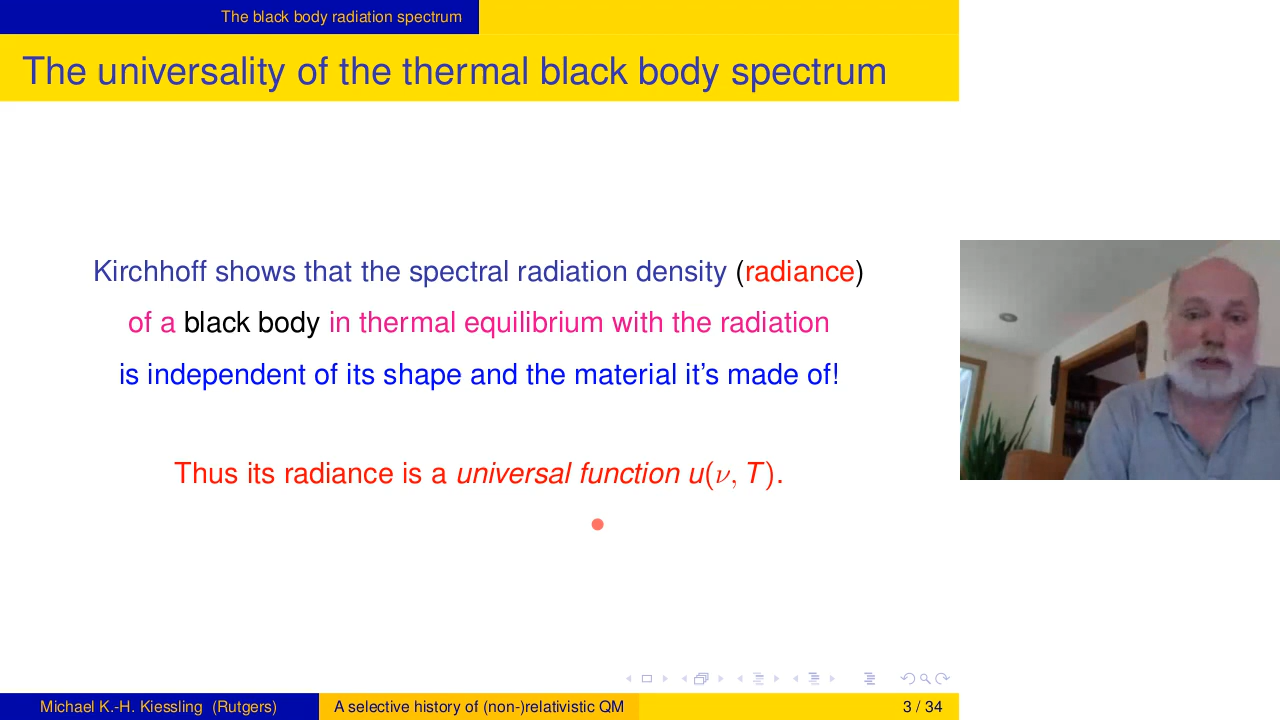 The black body radiation spectrum
The universality of the thermal black body spectrum
Kirchhoff shows that the spectral radiation density (radiance)
of a black body in thermal equilibrium with the radiation
is independent of its shape and the material it's made of!
Thus its radiance is a universal function u(ν, T).
Michael K.-H. Kiessling (Rutgers)
A selective history of (non-)relativistic QM
3 / 34